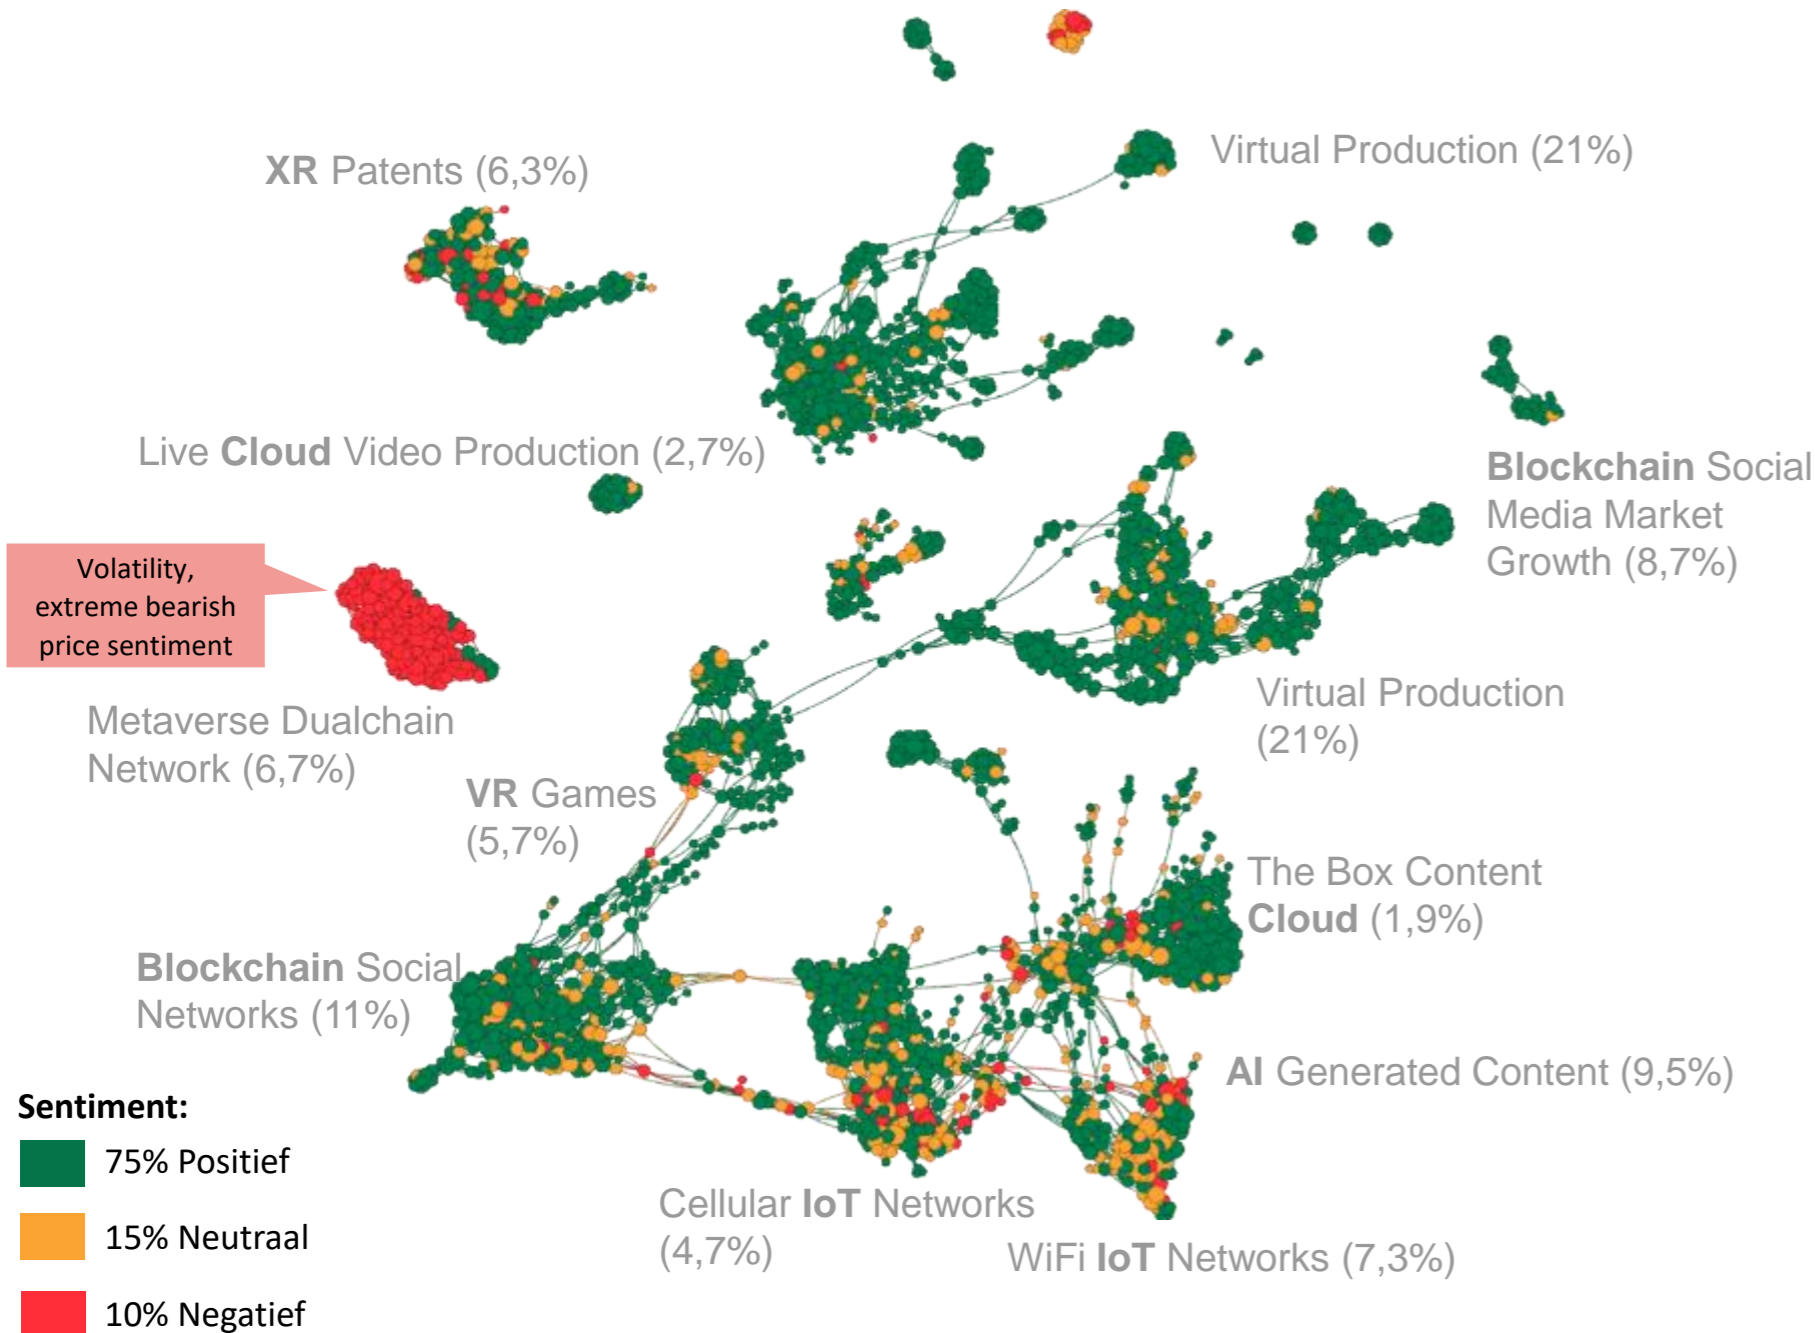 Virtual Production (21%)
XR Patents (6,3%)
Live Cloud Video Production (2,7%)
Blockchain Social
Media Market
Growth (8,7%)
Volatility,
extreme bearish
price sentiment
Metaverse Dualchain
Network (6,7%)
Virtual Production
(21%)
VR Games
(5,7%)
The Box Content
Cloud (1,9%)
Blockchain Social
Networks (11%)
AI Generated Content (9,5%)
Sentiment:
75% Positief
15% Neutraal
10% Negatief
Cellular IoT Networks
(4,7%)
WiFi IoT Networks (7,3%)